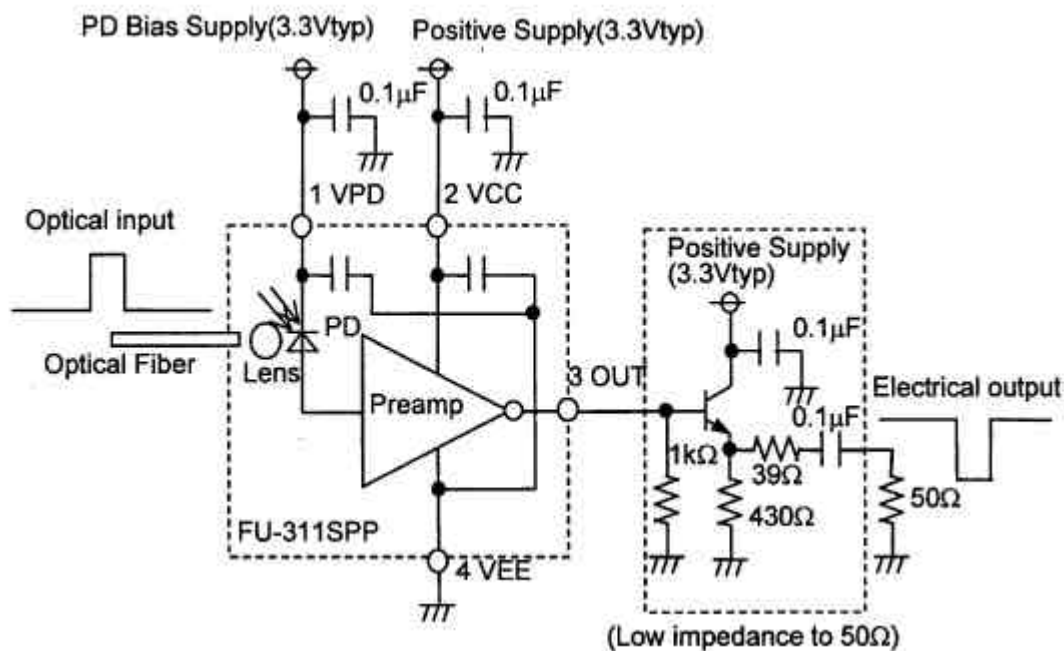 PD Bias Supply(3.3Vtyp)
Positive Supply(3.3Vtyp)
0.1μF
0.1μF
1 VPD
2 VCC
Optical input
Optical Fiber
Lens
PD
Preamp
3 OUT
FU-311SPP
4 VEE
Positive Supply
(3.3Vtyp)
0.1μF
0.1μF
1kΩ
39Ω
430Ω
50Ω
Electrical output
(Low impedance to 50Ω)